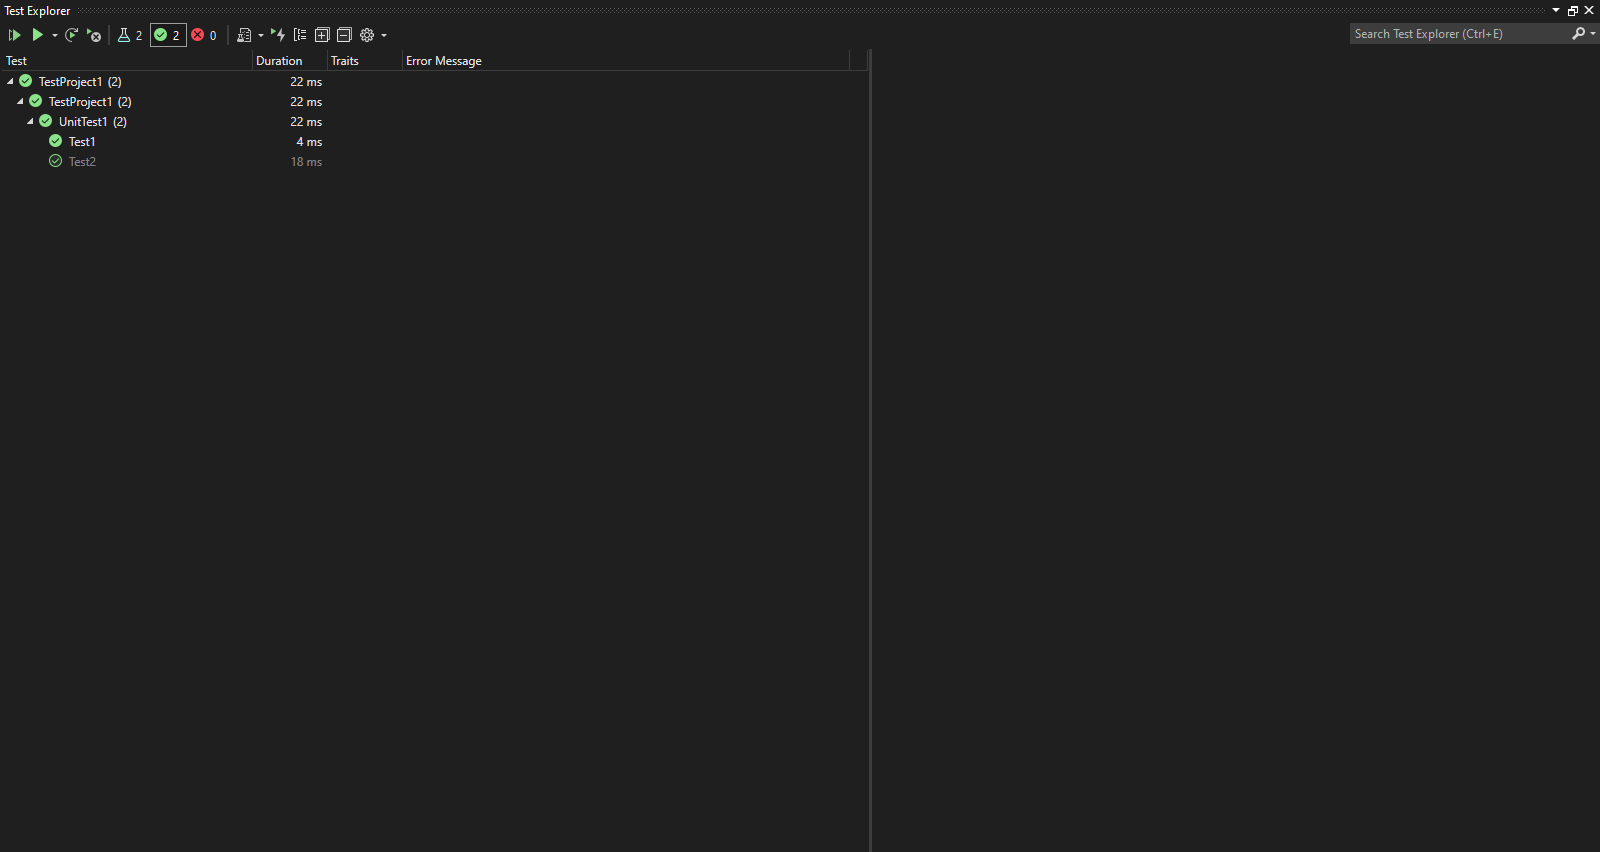 Test Explorer
2 2 0
Search Test Explorer (Ctrl+E)
Test Duration Traits Error Message
TestProject1 (2) 22 ms
TestProject1 (2) 22 ms
UnitTest1 (2) 22 ms
Test1 4 ms
Test2 18 ms